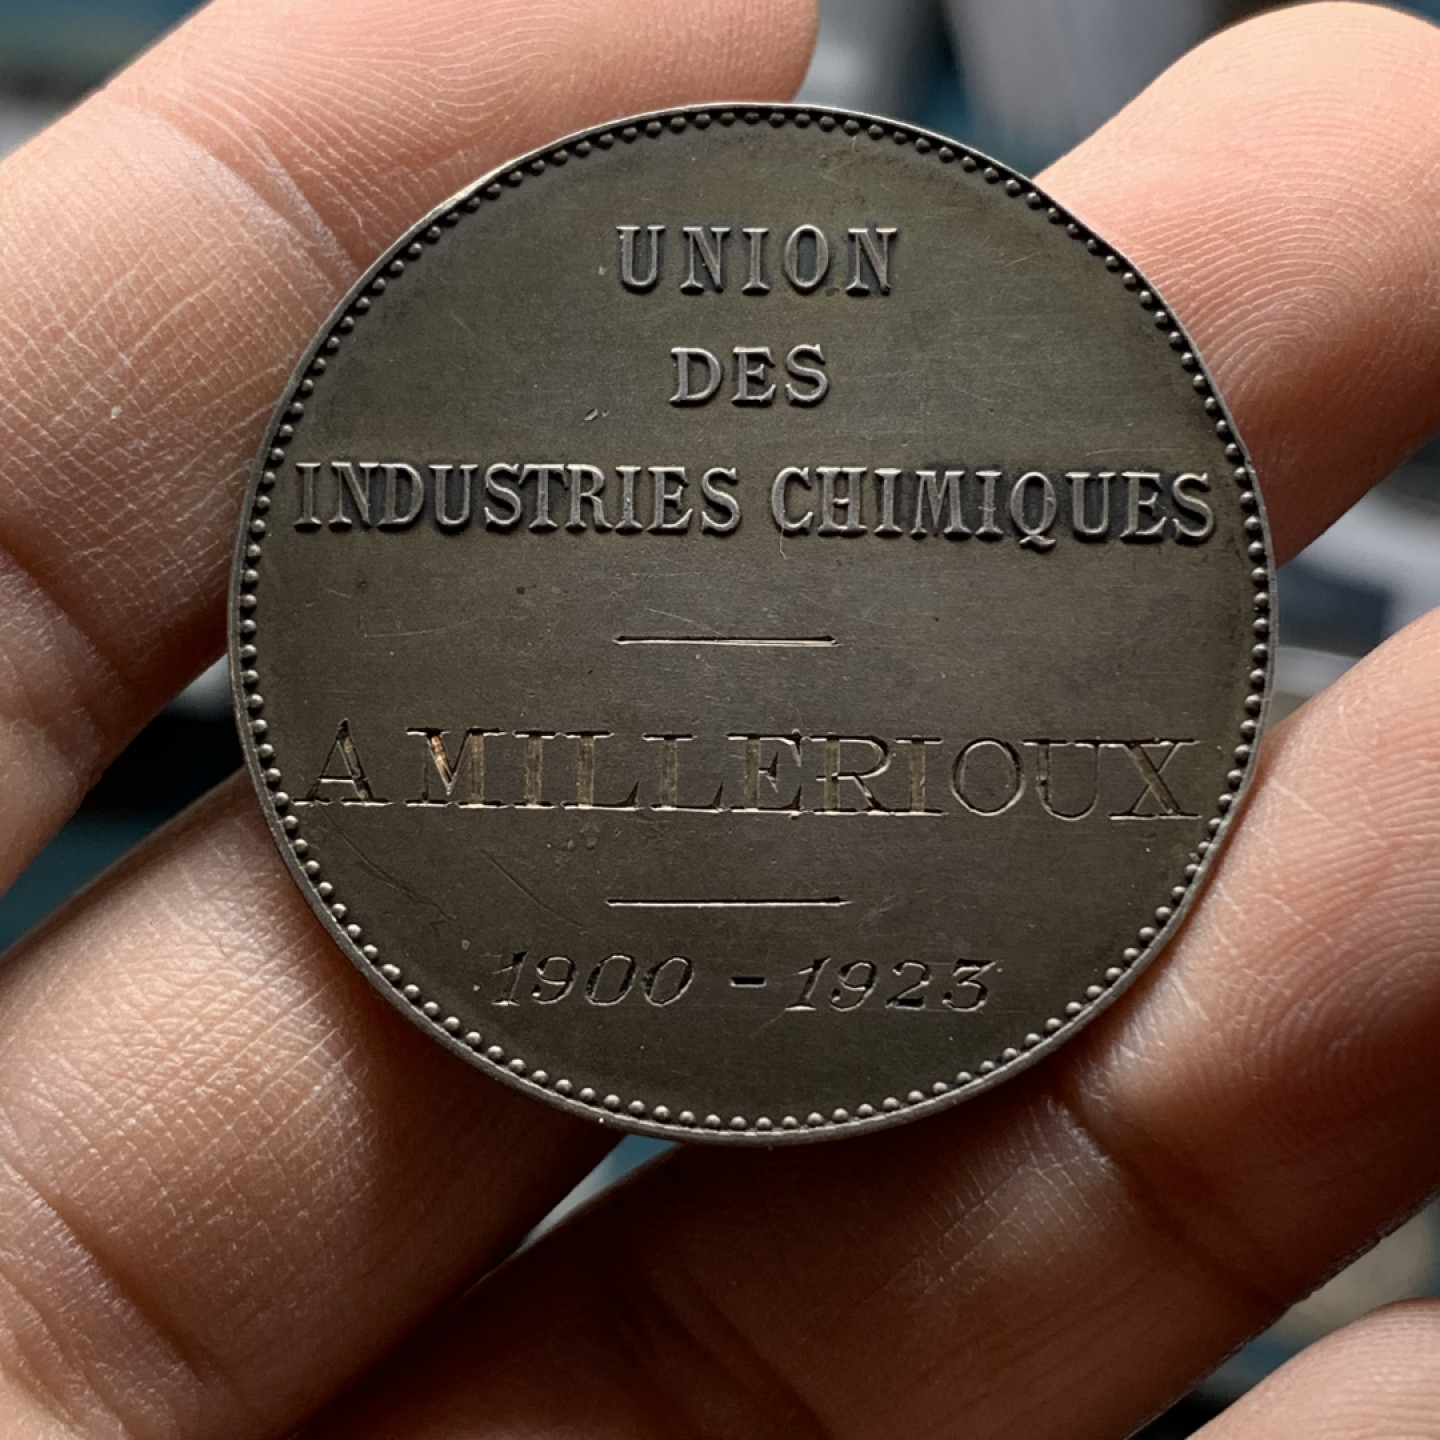 UNION
DES
INDUSTRIES CHIMIQUES
A MILLERIOUX
1900 - 1923